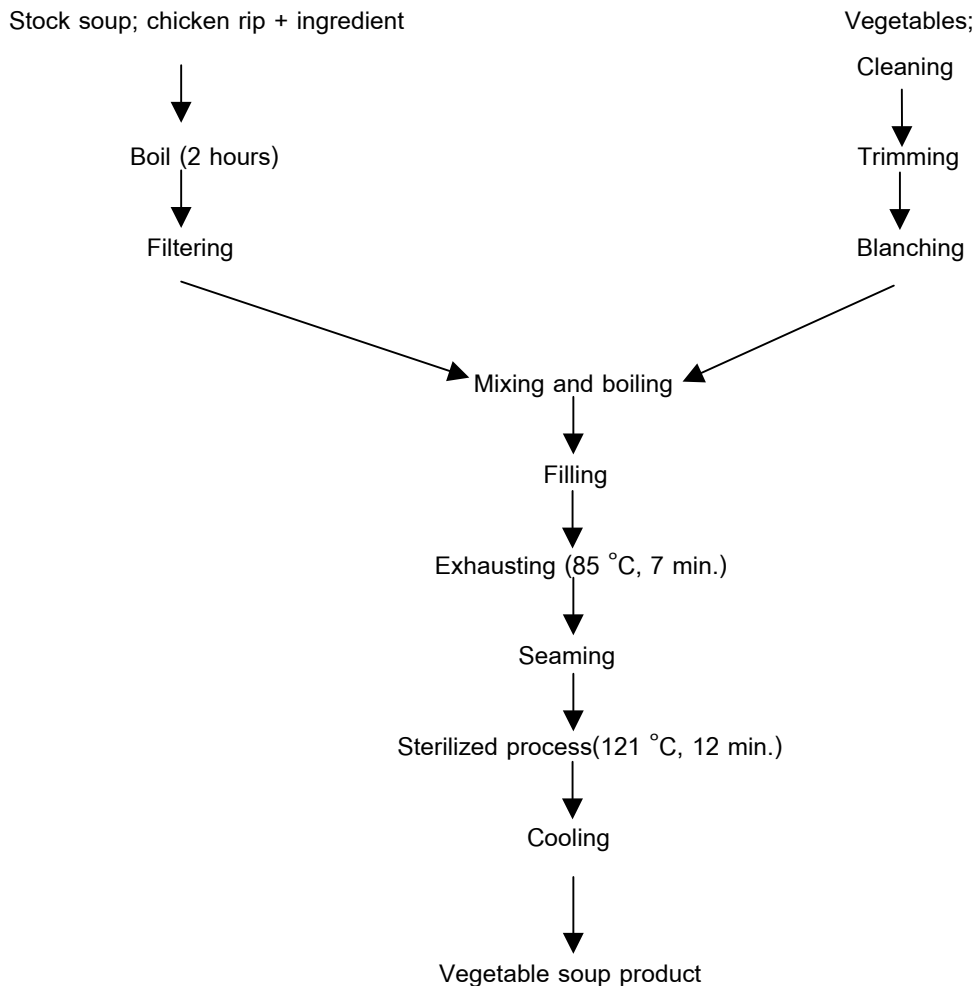 Stock soup; chicken rip + ingredient
Vegetables;
Cleaning
Boil (2 hours)
Trimming
Filtering
Blanching
Mixing and boiling
Filling
Exhausting (85 °C, 7 min.)
Seaming
Sterilized process(121 °C, 12 min.)
Cooling
Vegetable soup product